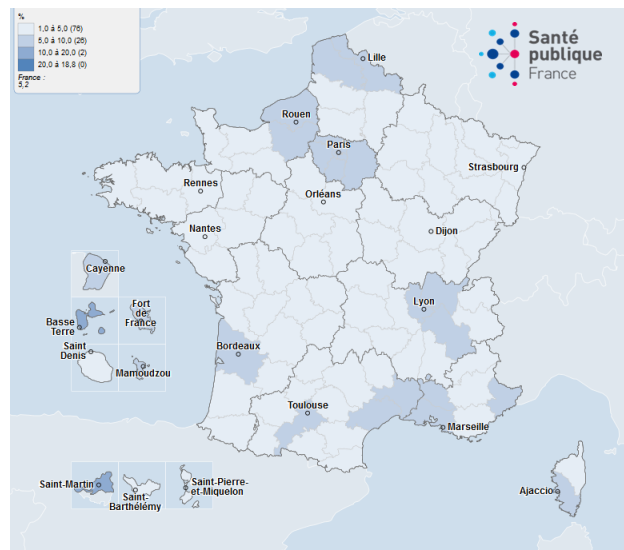 %
1,0 à 5,0 (76)
5,0 à 10,0 (26)
10,0 à 20,0 (2)
20,0 à 18,8 (0)
France :
5,2
Santé
publique
France
Lille
Rouen
Paris
Strasbourg
Rennes
Orléans
Nantes
Dijon
Cayenne
Lyon
Basse
Terre
Fort
de
France
Saint
Denis
Mamoudzou
Bordeaux
Toulouse
Marseille
Saint-Martin
Saint-
Barthélémy
Saint-Pierre-
et-Miquelon
Ajaccio